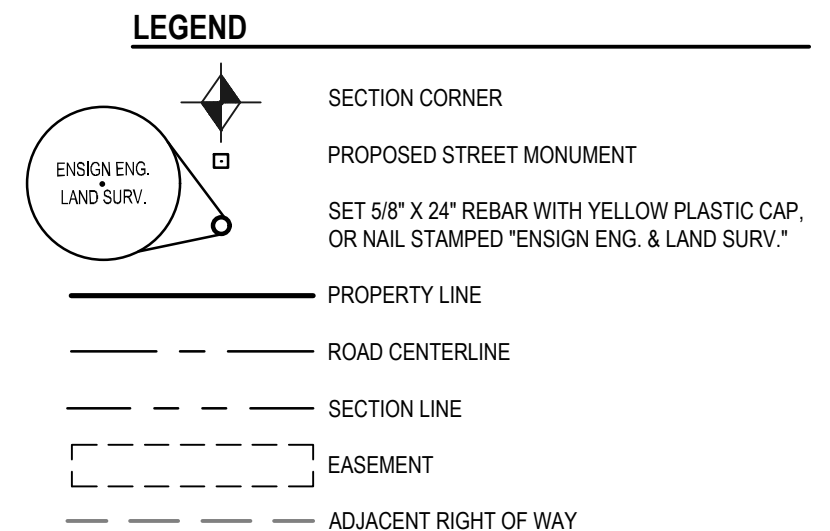 LEGEND
SECTION CORNER
PROPOSED STREET MONUMENT
ENSIGN ENG.
LAND SURV.
SET 5/8" X 24" REBAR WITH YELLOW PLASTIC CAP,
OR NAIL STAMPED "ENSIGN ENG. & LAND SURV."
PROPERTY LINE
ROAD CENTERLINE
SECTION LINE
EASEMENT
ADJACENT RIGHT OF WAY